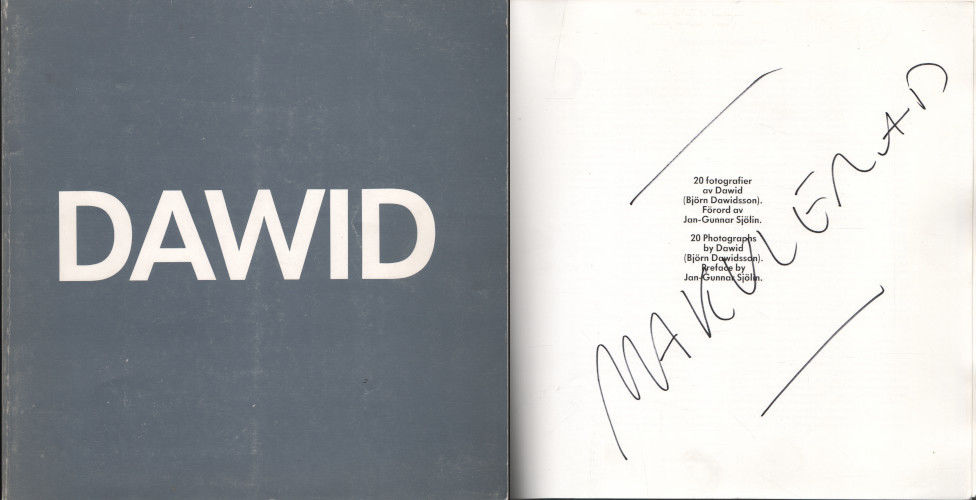 DAWID
20 fotografier
av Dawid
(Björn Dawidsson).
Förord av
Jan-Gunnar Sjölin.
20 Photographs
by Dawid
(Björn Dawidsson).
Preface by
Jan-Gunnar Sjölin.
MAKULERAD